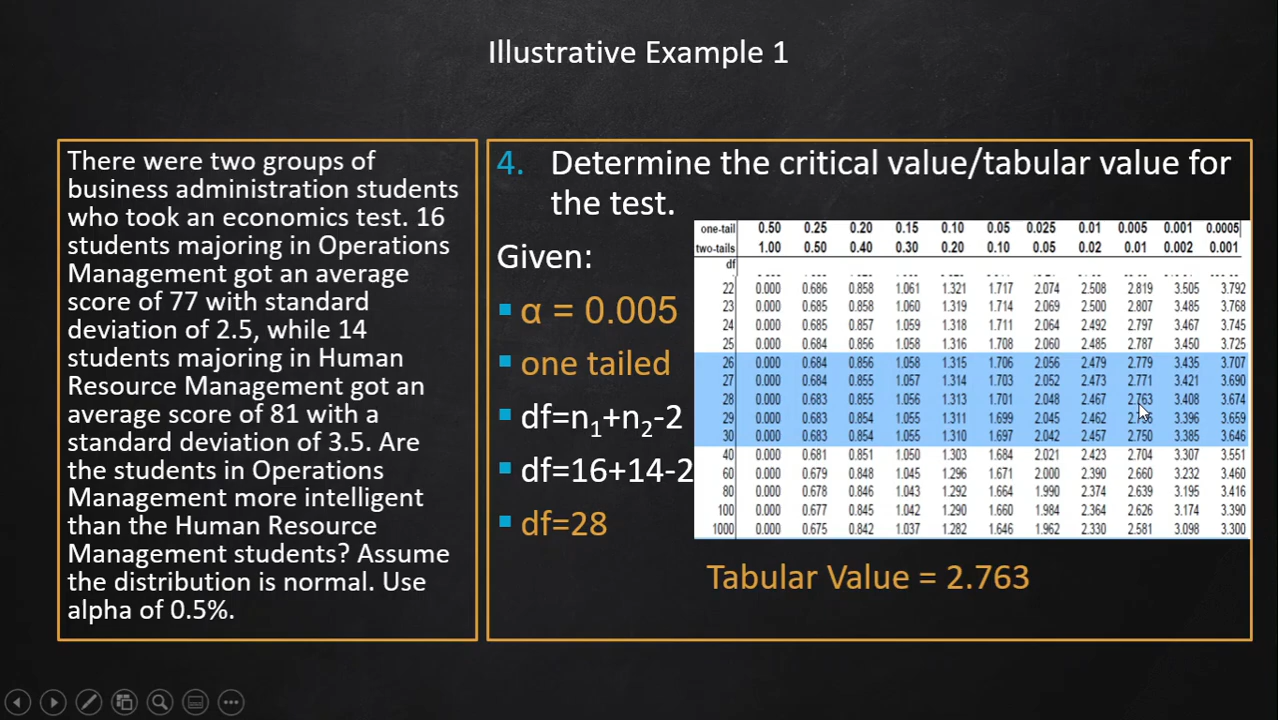 Illustrative Example 1
There were two groups of
business administration students
who took an economics test. 16
students majoring in Operations
Management got an average
score of 77 with standard
deviation of 2.5, while 14
students majoring in Human
Resource Management got an
average score of 81 with a
standard deviation of 3.5. Are
the students in Operations
Management more intelligent
than the Human Resource
Management students? Assume
the distribution is normal. Use
alpha of 0.5%.
4. Determine the critical value/tabular value for
the test.
Given:
▪ α = 0.005
▪ one tailed
▪ df=n₁+n₂-2
▪ df=16+14-2
▪ df=28
one-tail 0.50 0.25 0.20 0.15 0.10 0.05 0.025 0.01 0.005 0.001 0.0005
two-tails 1.00 0.50 0.40 0.30 0.20 0.10 0.05 0.02 0.01 0.002 0.001
df
22 0.000 0.686 0.858 1.061 1.321 1.717 2.074 2.508 2.819 3.505 3.792
23 0.000 0.685 0.858 1.060 1.319 1.714 2.069 2.500 2.807 3.485 3.768
24 0.000 0.685 0.857 1.059 1.318 1.711 2.064 2.492 2.797 3.467 3.745
25 0.000 0.684 0.856 1.058 1.316 1.708 2.060 2.485 2.787 3.450 3.725
26 0.000 0.684 0.856 1.058 1.315 1.706 2.056 2.479 2.779 3.435 3.707
27 0.000 0.684 0.855 1.057 1.314 1.703 2.052 2.473 2.771 3.421 3.690
28 0.000 0.683 0.855 1.056 1.313 1.701 2.048 2.467 2.763 3.408 3.674
29 0.000 0.683 0.854 1.055 1.311 1.699 2.045 2.462 3.396 3.659
30 0.000 0.683 0.854 1.055 1.310 1.697 2.042 2.457 2.750 3.385 3.646
40 0.000 0.681 0.851 1.050 1.303 1.684 2.021 2.423 2.704 3.307 3.551
60 0.000 0.679 0.848 1.045 1.296 1.671 2.000 2.390 2.660 3.232 3.460
80 0.000 0.678 0.846 1.043 1.292 1.664 1.990 2.374 2.639 3.195 3.416
100 0.000 0.677 0.845 1.042 1.290 1.660 1.984 2.364 2.626 3.174 3.390
1000 0.000 0.675 0.842 1.037 1.282 1.646 1.962 2.330 2.581 3.098 3.300
Tabular Value = 2.763